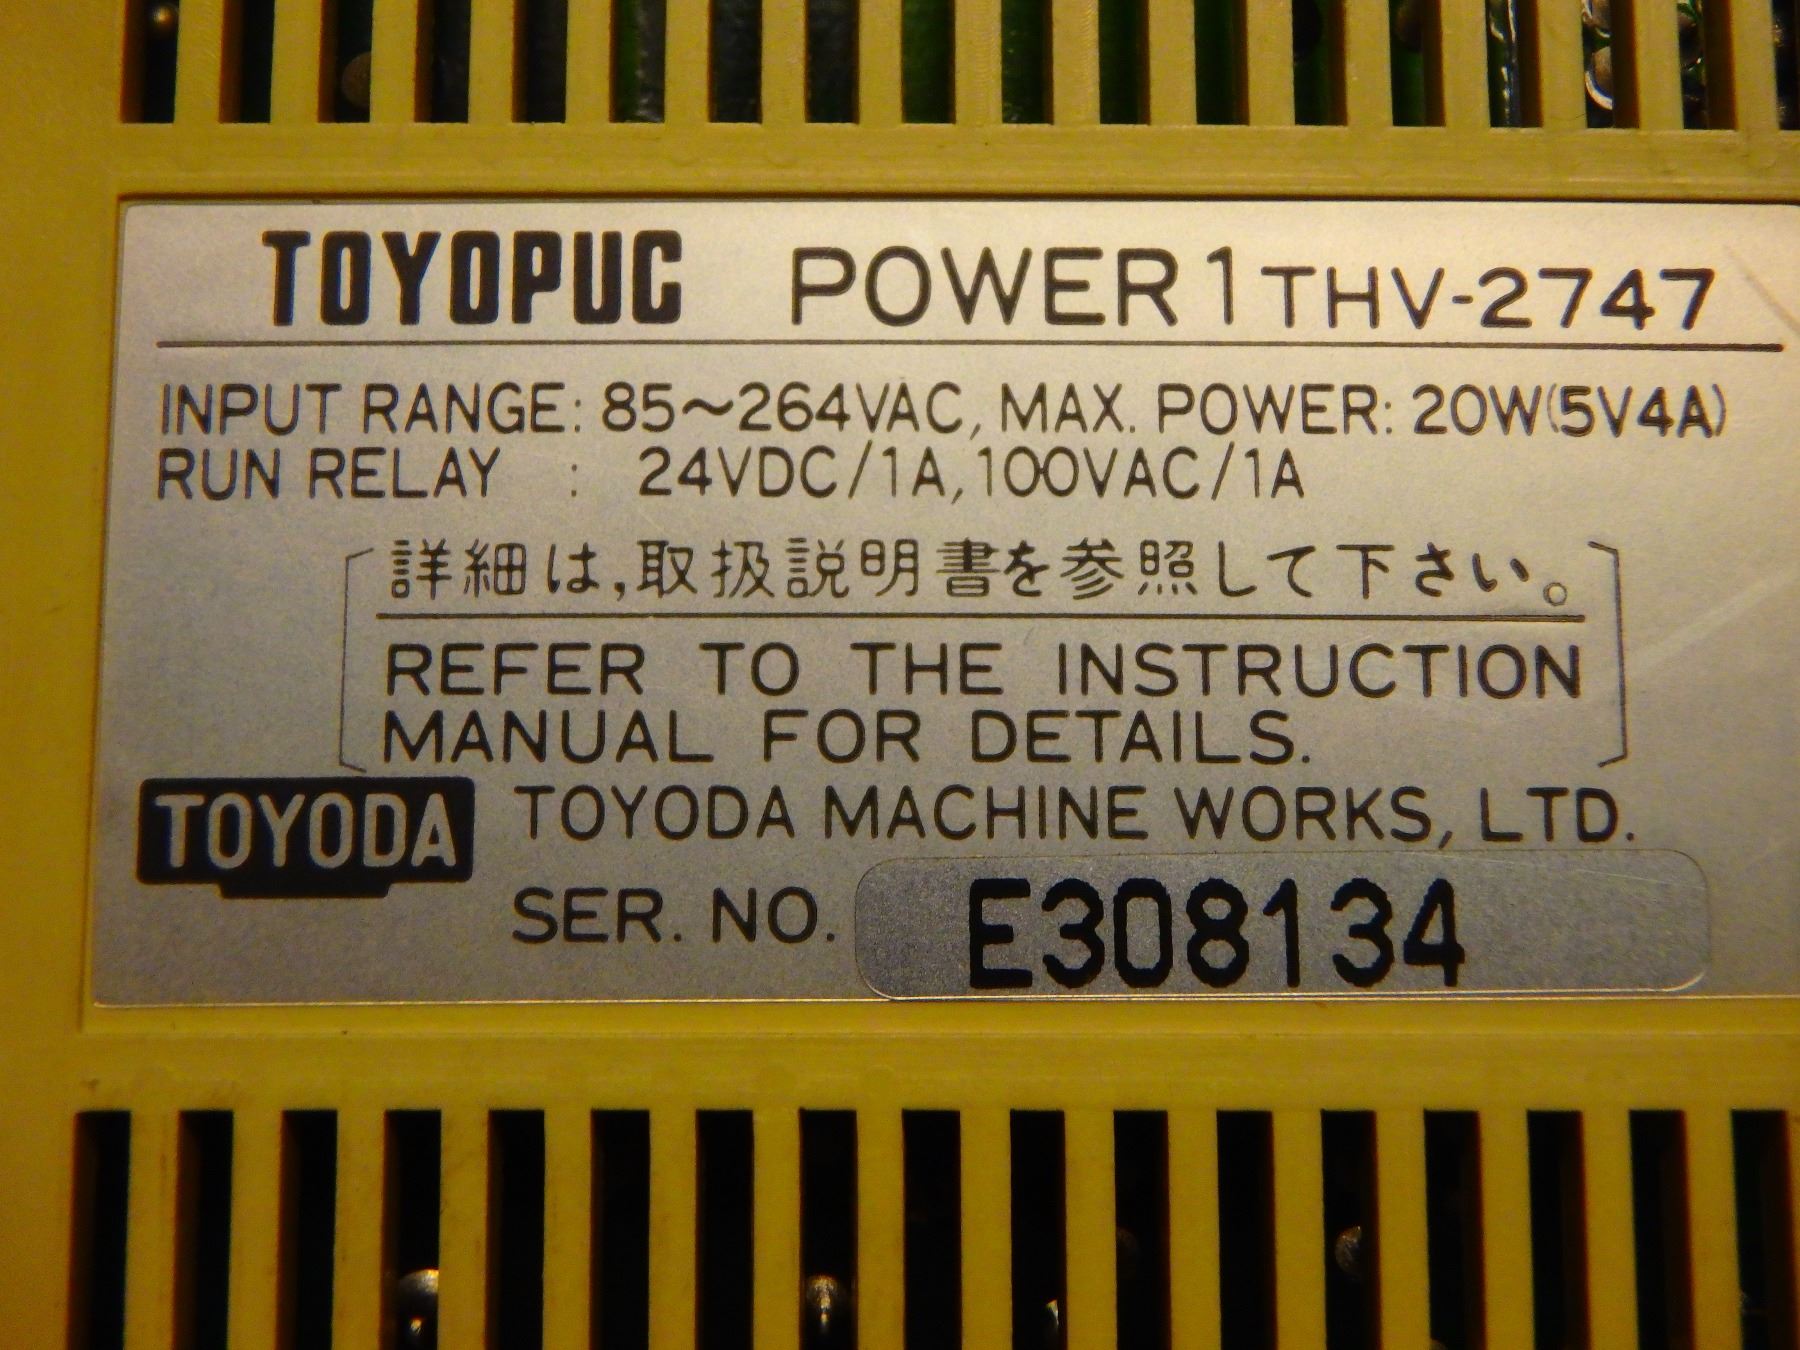 TOYOPUC POWER1 THV-2747
INPUT RANGE: 85~264VAC, MAX. POWER: 20W(5V4A)
RUN RELAY : 24VDC/1A,100VAC/1A
詳細は,取扱説明書を参照して下さい。
REFER TO THE INSTRUCTION
MANUAL FOR DETAILS.
TOYODA TOYODA MACHINE WORKS, LTD.
SER. NO. E308134